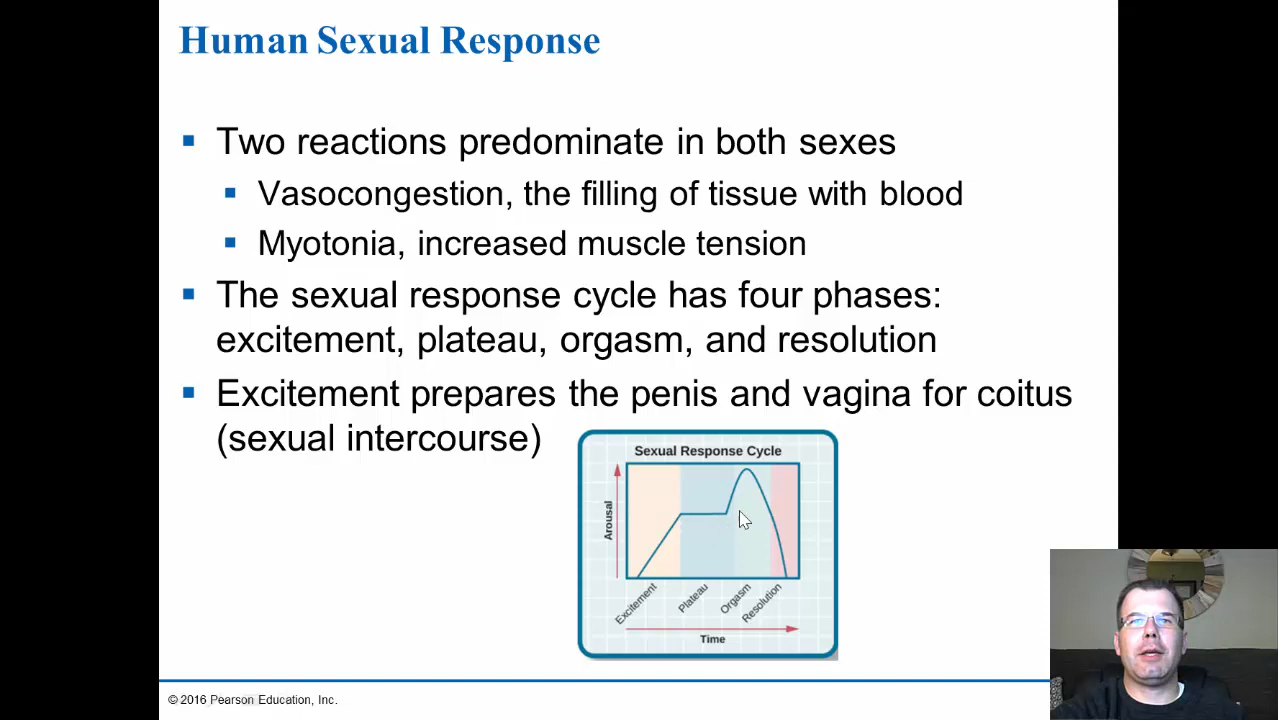 Human Sexual Response
▪ Two reactions predominate in both sexes
▪ Vasocongestion, the filling of tissue with blood
▪ Myotonia, increased muscle tension
▪ The sexual response cycle has four phases:
excitement, plateau, orgasm, and resolution
▪ Excitement prepares the penis and vagina for coitus
(sexual intercourse)
Sexual Response Cycle
Arousal
Excitement
Plateau
Orgasm
Resolution
Time
© 2016 Pearson Education, Inc.